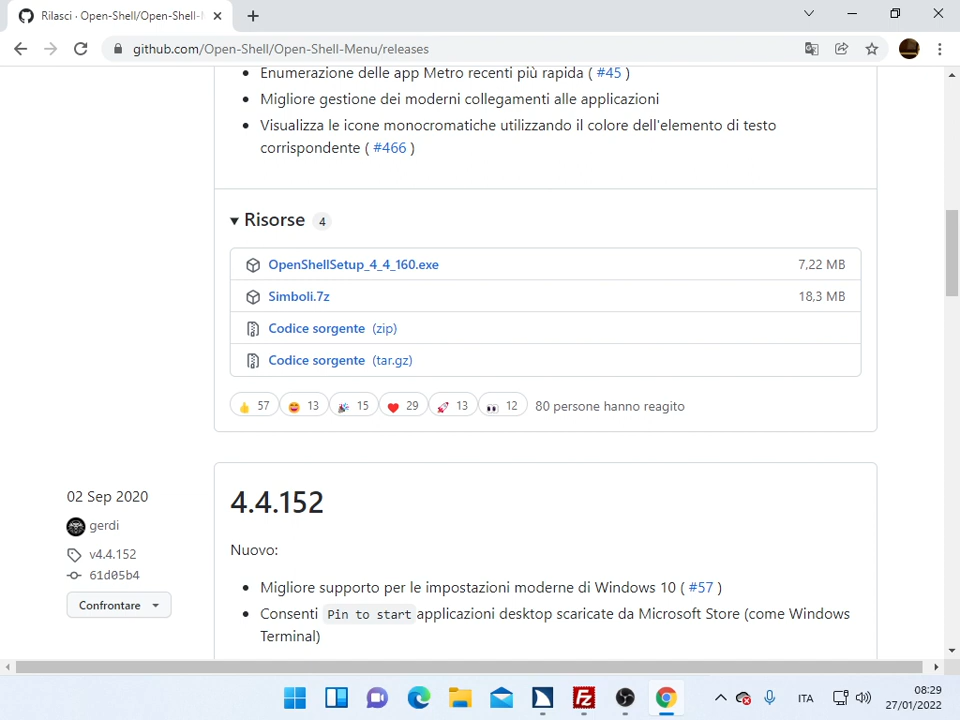 Rilasci · Open-Shell/Open-Shell-M
github.com/Open-Shell/Open-Shell-Menu/releases
Enumerazione delle app Metro recenti più rapida ( #45 )
Migliore gestione dei moderni collegamenti alle applicazioni
Visualizza le icone monocromatiche utilizzando il colore dell'elemento di testo
corrispondente ( #466 )
Risorse 4
OpenShellSetup_4_4_160.exe 7,22 MB
Simboli.7z 18,3 MB
Codice sorgente (zip)
Codice sorgente (tar.gz)
57 13 15 29 13 12 80 persone hanno reagito
02 Sep 2020
gerdi
v4.4.152
61d05b4
Confrontare
4.4.152
Nuovo:
Migliore supporto per le impostazioni moderne di Windows 10 ( #57 )
Consenti Pin to start applicazioni desktop scaricate da Microsoft Store (come Windows
Terminal)
ITA
08:29
27/01/2022